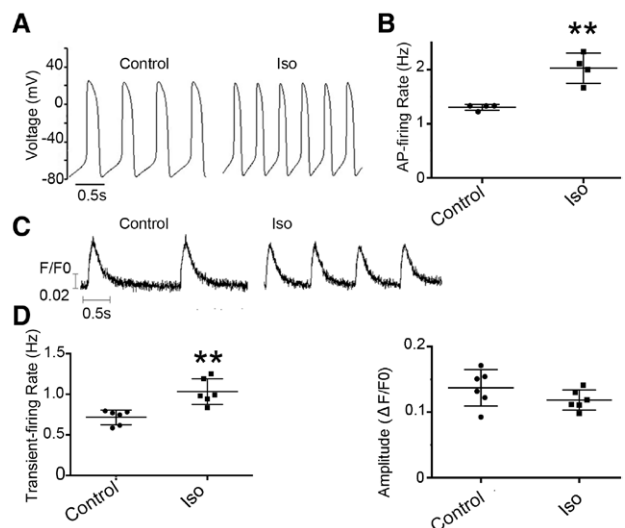 A
Control
Iso
Voltage (mV)
40
0
-40
-80
0.5s
B
**
AP-firing Rate (Hz)
2
1
0
Control
Iso
C
Control
Iso
F/F0
0.02
0.5s
D
**
Transient-firing Rate (Hz)
1.5
1.0
0.5
0
Control
Iso
Amplitude (Δ F/F0)
0.2
0.1
0
Control
Iso